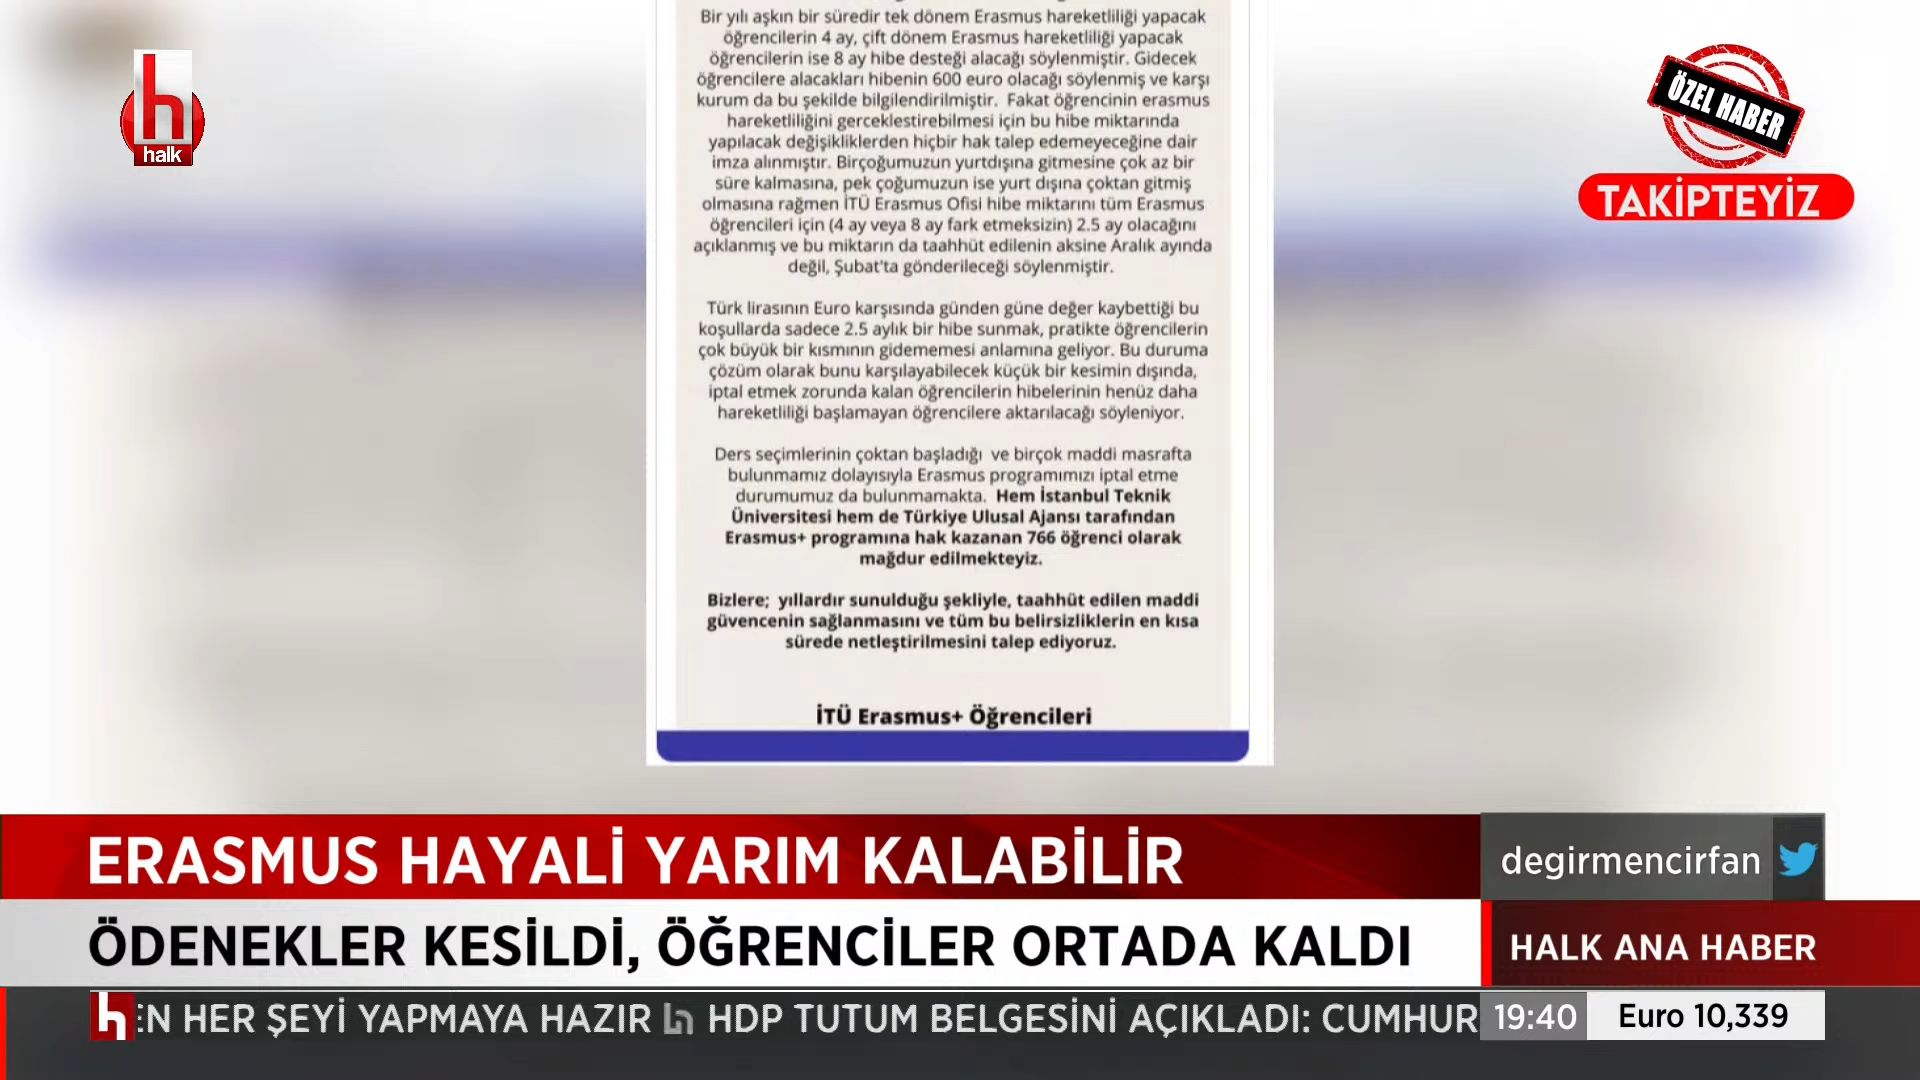 Bir yılı aşkın bir süredir tek dönem Erasmus hareketliliği yapacak
öğrencilerin 4 ay, çift dönem Erasmus hareketliliği yapacak
öğrencilerin ise 8 ay hibe desteği alacağı söylenmiştir. Gidecek
öğrencilere alacakları hibenin 600 euro olacağı söylenmiş ve karşı
kurum da bu şekilde bilgilendirilmiştir. Fakat öğrencinin erasmus
hareketliliğini gerceklestirebilmesi için bu hibe miktarında
yapılacak değişikliklerden hiçbir hak talep edemeyeceğine dair
imza alınmıştır. Birçoğumuzun yurtdışına gitmesine çok az bir
süre kalmasına, pek çoğumuzun ise yurt dışına çoktan gitmiş
olmasına rağmen İTÜ Erasmus Ofisi hibe miktarını tüm Erasmus
öğrencileri için (4 ay veya 8 ay fark etmeksizin) 2.5 ay olacağını
açıklanmış ve bu miktarın da taahhüt edilenin aksine Aralık ayında
değil, Şubat'ta gönderileceği söylenmiştir.
Türk lirasının Euro karşısında günden güne değer kaybettiği bu
koşullarda sadece 2.5 aylık bir hibe sunmak, pratikte öğrencilerin
çok büyük bir kısmının gidememesi anlamına geliyor. Bu duruma
çözüm olarak bunu karşılayabilecek küçük bir kesimin dışında,
iptal etmek zorunda kalan öğrencilerin hibelerinin henüz daha
hareketliliği başlamayan öğrencilere aktarılacağı söyleniyor.
Ders seçimlerinin çoktan başladığı ve birçok maddi masrafta
bulunmamız dolayısıyla Erasmus programımızı iptal etme
durumumuz da bulunmamakta. Hem İstanbul Teknik
Üniversitesi hem de Türkiye Ulusal Ajansı tarafından
Erasmus+ programına hak kazanan 766 öğrenci olarak
mağdur edilmekteyiz.
Bizlere; yıllardır sunulduğu şekliyle, taahhüt edilen maddi
güvencenin sağlanmasını ve tüm bu belirsizliklerin en kısa
sürede netleştirilmesini talep ediyoruz.
İTÜ Erasmus+ Öğrencileri
h
halk
ÖZEL HABER
TAKİPTEYİZ
ERASMUS HAYALİ YARIM KALABİLİR
degirmencirfan
ÖDENEKLER KESİLDİ, ÖĞRENCİLER ORTADA KALDI
HALK ANA HABER
h EN HER ŞEYİ YAPMAYA HAZIR h HDP TUTUM BELGESİNİ AÇIKLADI: CUMHUR
19:40 Euro 10,339